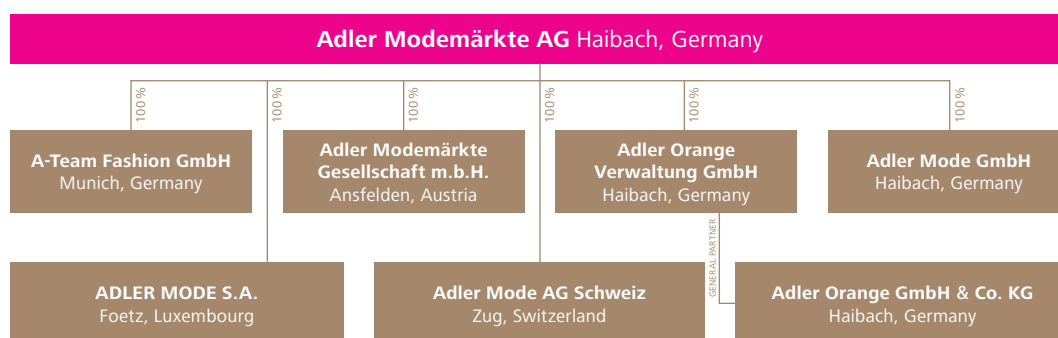 Adler Modemärkte AG Haibach, Germany
100 %
100 %
100 %
100 %
100 %
100 %
A-Team Fashion GmbH
Munich, Germany
Adler Modemärkte
Gesellschaft m.b.H.
Ansfelden, Austria
Adler Orange
Verwaltung GmbH
Haibach, Germany
Adler Mode GmbH
Haibach, Germany
GENERAL PARTNER
ADLER MODE S.A.
Foetz, Luxembourg
Adler Mode AG Schweiz
Zug, Switzerland
Adler Orange GmbH & Co. KG
Haibach, Germany